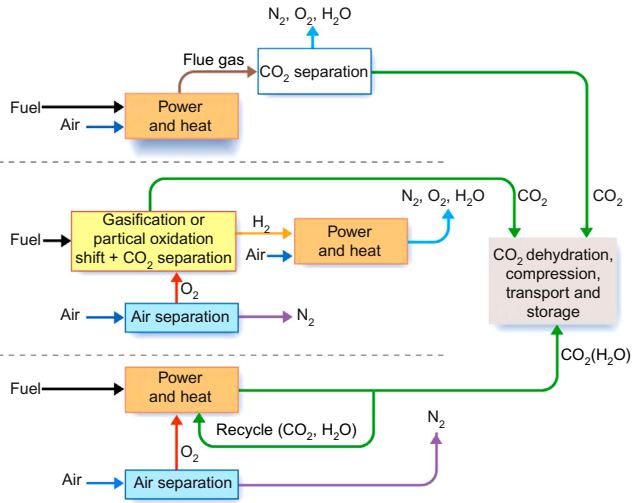 N₂, O₂, H₂O
Flue gas
CO₂ separation
Fuel
Air
Power
and heat
CO₂
CO₂
N₂, O₂, H₂O
Gasification or
partical oxidation
shift + CO₂ separation
H₂
Fuel
Air
Power
and heat
CO₂ dehydration,
compression,
transport and
storage
O₂
Air
Air separation
N₂
CO₂(H₂O)
Fuel
Power
and heat
Recycle (CO₂, H₂O)
N₂
O₂
Air
Air separation